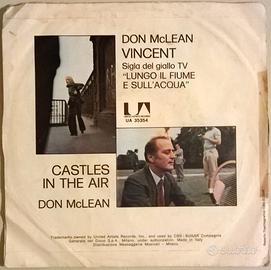 DON McLEAN
VINCENT
Sigla del giallo TV
"LUNGO IL FIUME
E SULL'ACQUA"
UA
UA 35354
CASTLES
IN THE AIR
DON McLEAN
Trademarks owned by United Artists Records, Inc., and used by CBS-SUGAR Compagnia
Generale del Disco S.p.A., Milano, under authorization. Made in Italy
Distribuzione Messaggerie Musicali - Milano
subito